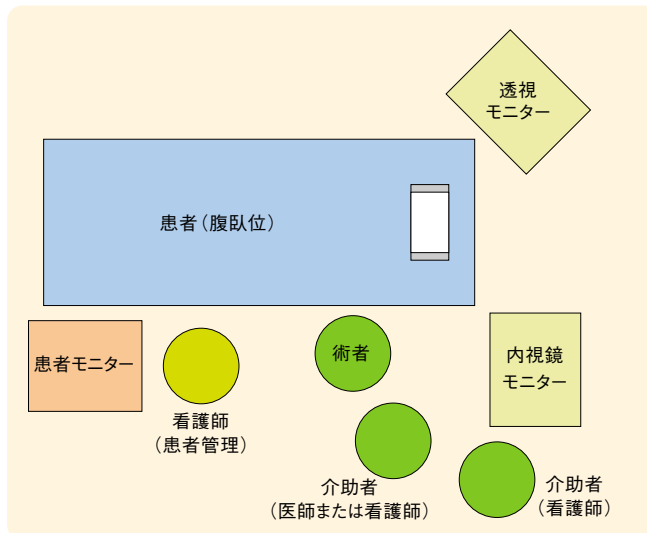 透視
モニター
患者（腹臥位）
患者モニター
術者
内視鏡
モニター
看護師
（患者管理）
介助者
（医師または看護師）
介助者
（看護師）